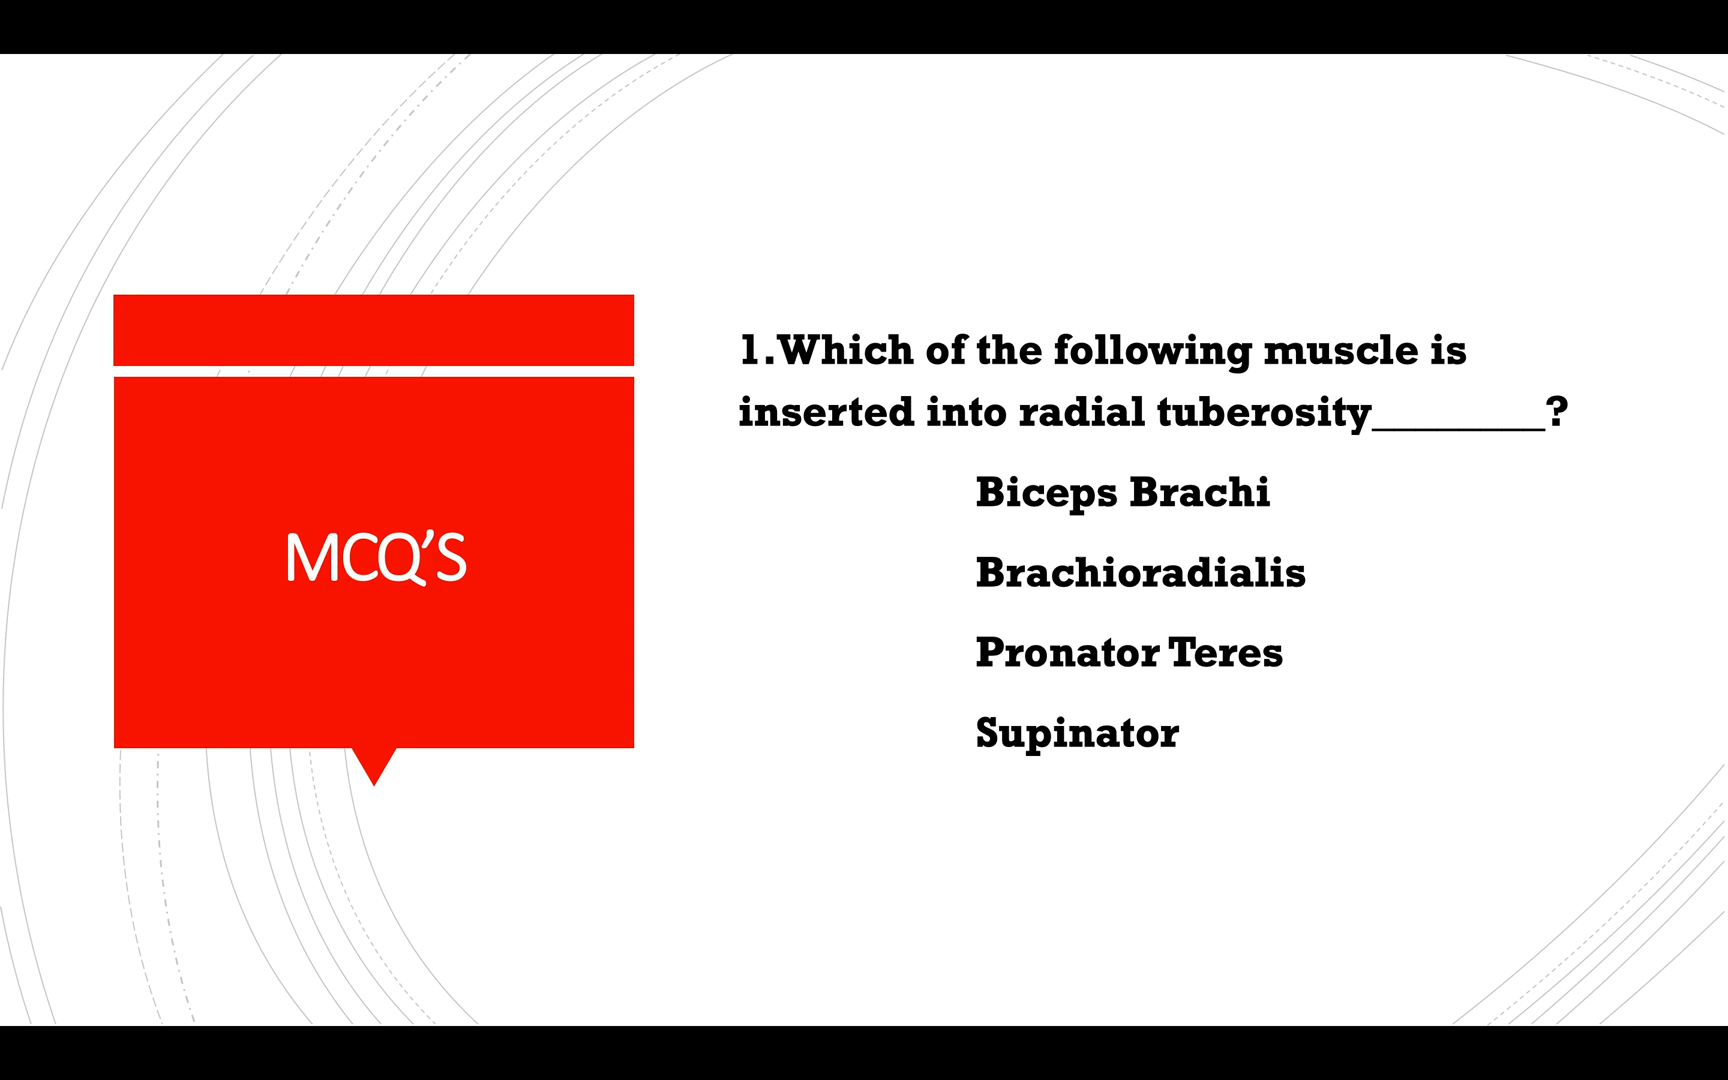 MCQ’S
1.Which of the following muscle is
inserted into radial tuberosity________?
Biceps Brachi
Brachioradialis
Pronator Teres
Supinator